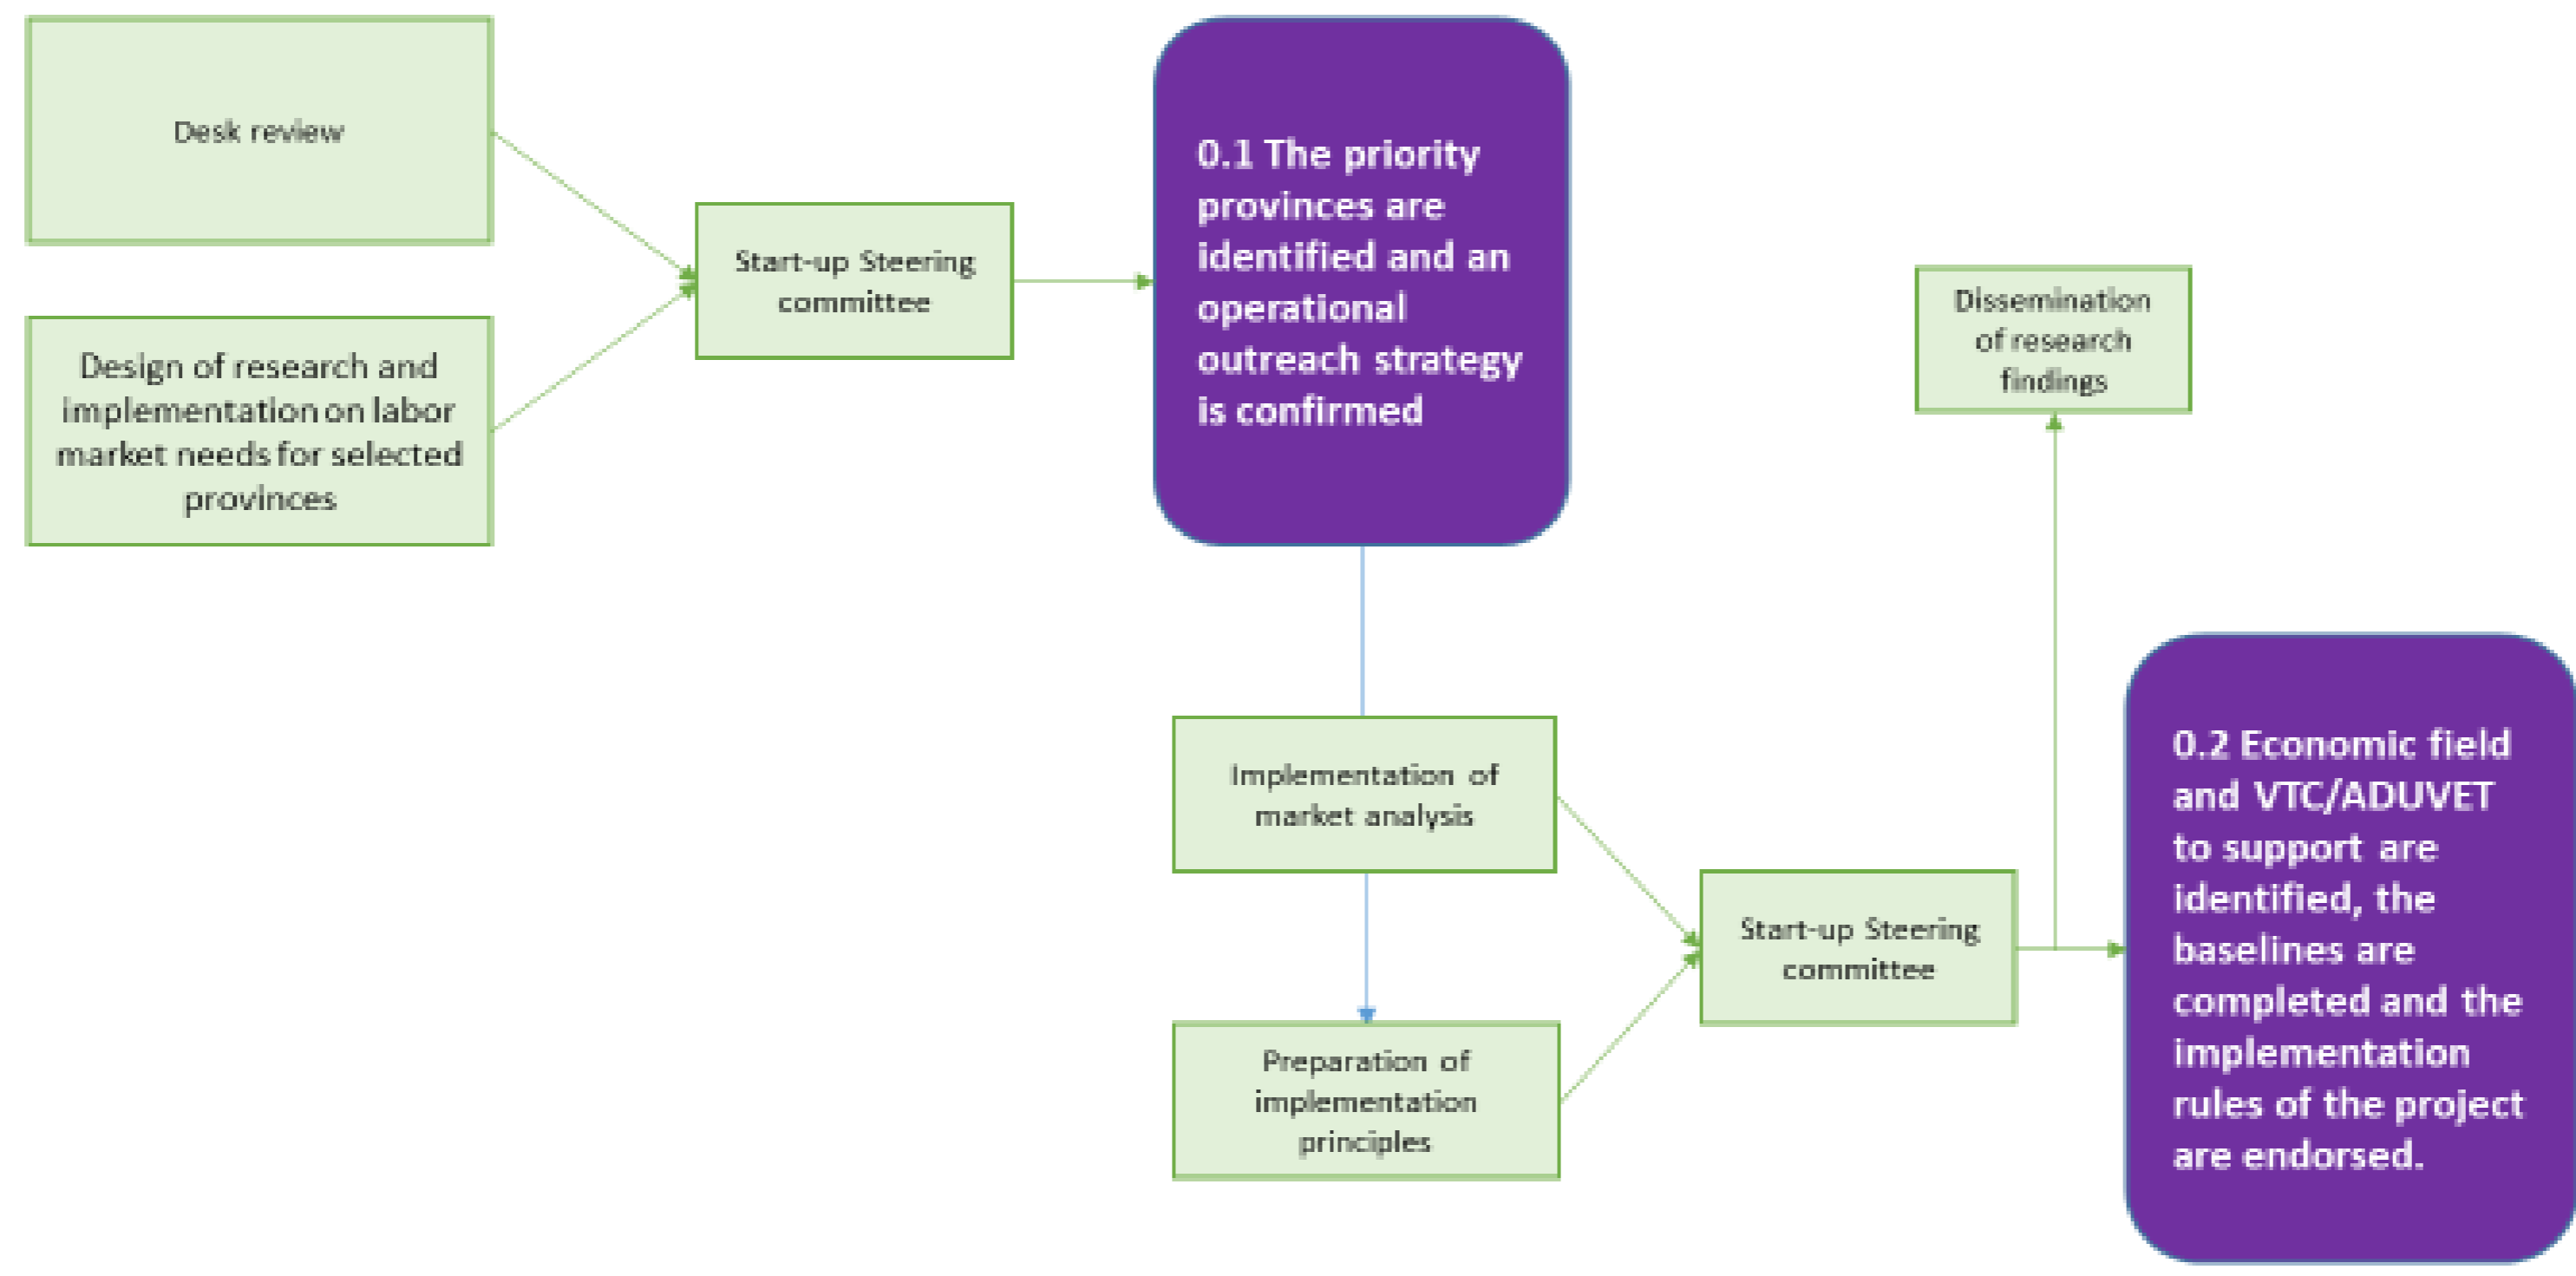 Desk review
Design of research and
implementation on labor
market needs for selected
provinces
Start-up Steering
committee
0.1 The priority
provinces are
identified and an
operational
outreach strategy
is confirmed
Dissemination
of research
findings
Implementation of
market analysis
Start-up Steering
committee
Preparation of
implementation
principles
0.2 Economic field
and VTC/ADUVET
to support are
identified, the
baselines are
completed and the
implementation
rules of the project
are endorsed.